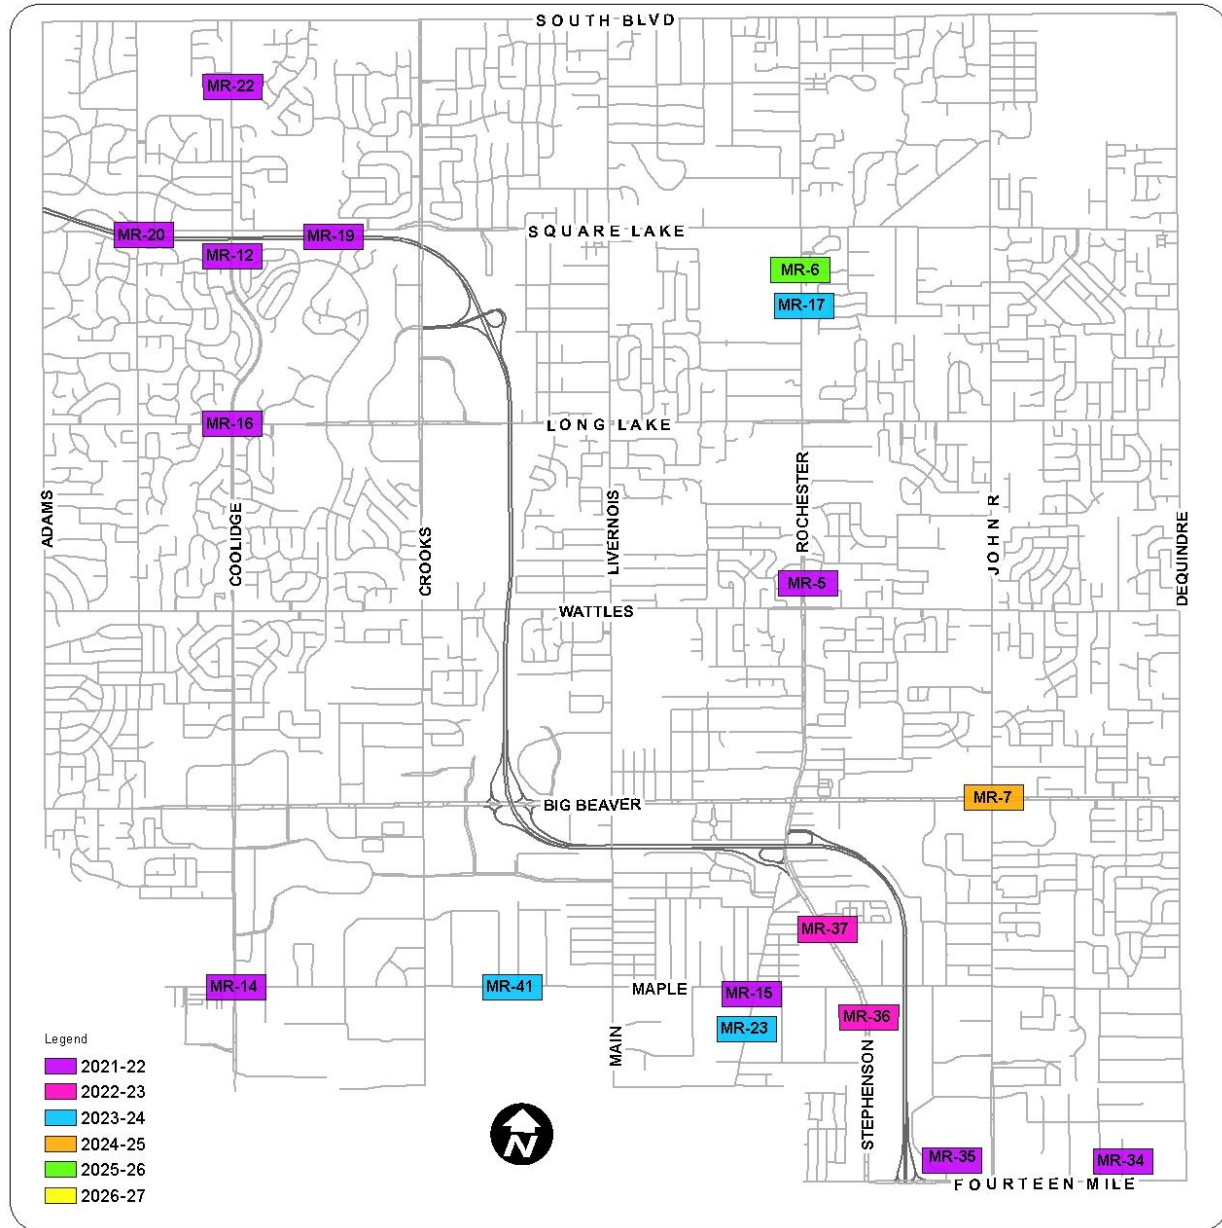 SOUTH BLVD
MR-22
MR-20
MR-19
SQUARE LAKE
MR-12
MR-6
MR-17
MR-16
LONG LAKE
ADAMS
COOLIDGE
CROOKS
LIVERNOIS
ROCHESTER
JOHN R
DEQUINDRE
MR-5
WATTLES
MR-7
BIG BEAVER
MR-37
MR-14
MR-41
MAPLE
MR-15
MR-36
MR-23
MAIN
STEPHENSON
Legend
2021-22
2022-23
2023-24
2024-25
2025-26
2026-27
N
MR-35
MR-34
FOURTEEN MILE